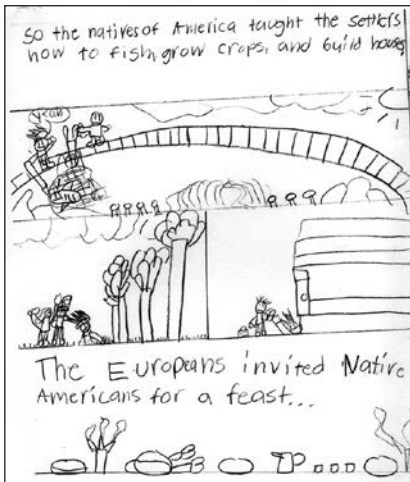 So the natives of America taught the settlers
how to fish, grow crops, and build houses
The Europeans invited Native
Americans for a feast...